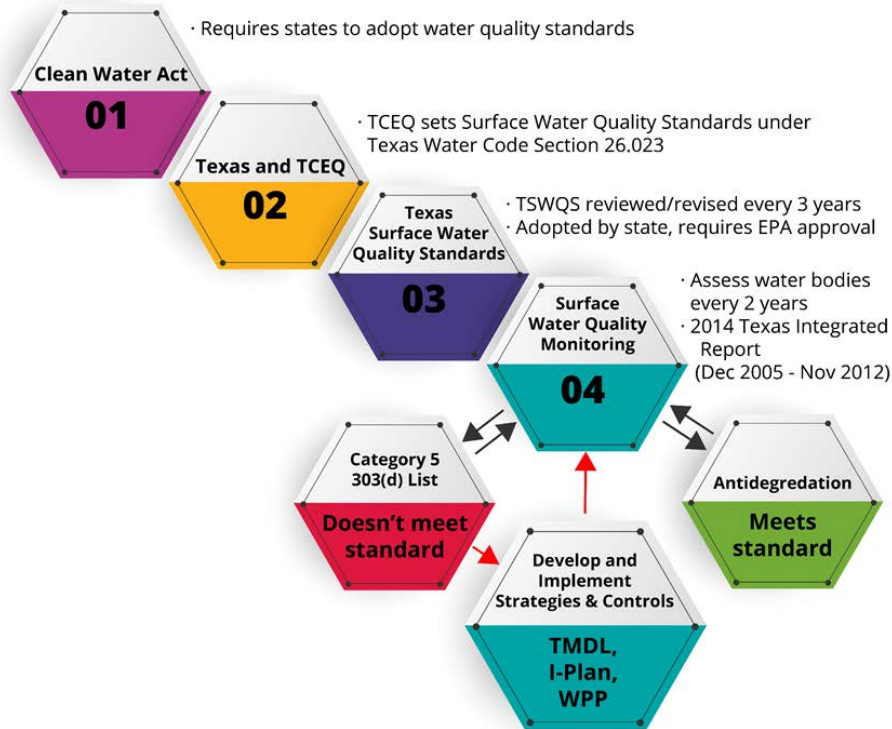 · Requires states to adopt water quality standards
Clean Water Act
01
· TCEQ sets Surface Water Quality Standards under
Texas Water Code Section 26.023
Texas and TCEQ
02
· TSWQS reviewed/revised every 3 years
· Adopted by state, requires EPA approval
Texas
Surface Water
Quality Standards
03
· Assess water bodies
every 2 years
· 2014 Texas Integrated
Report
(Dec 2005 - Nov 2012)
Surface
Water Quality
Monitoring
04
Category 5
303(d) List
Doesn't meet
standard
Antidegredation
Meets
standard
Develop and
Implement
Strategies & Controls
TMDL,
I-Plan,
WPP